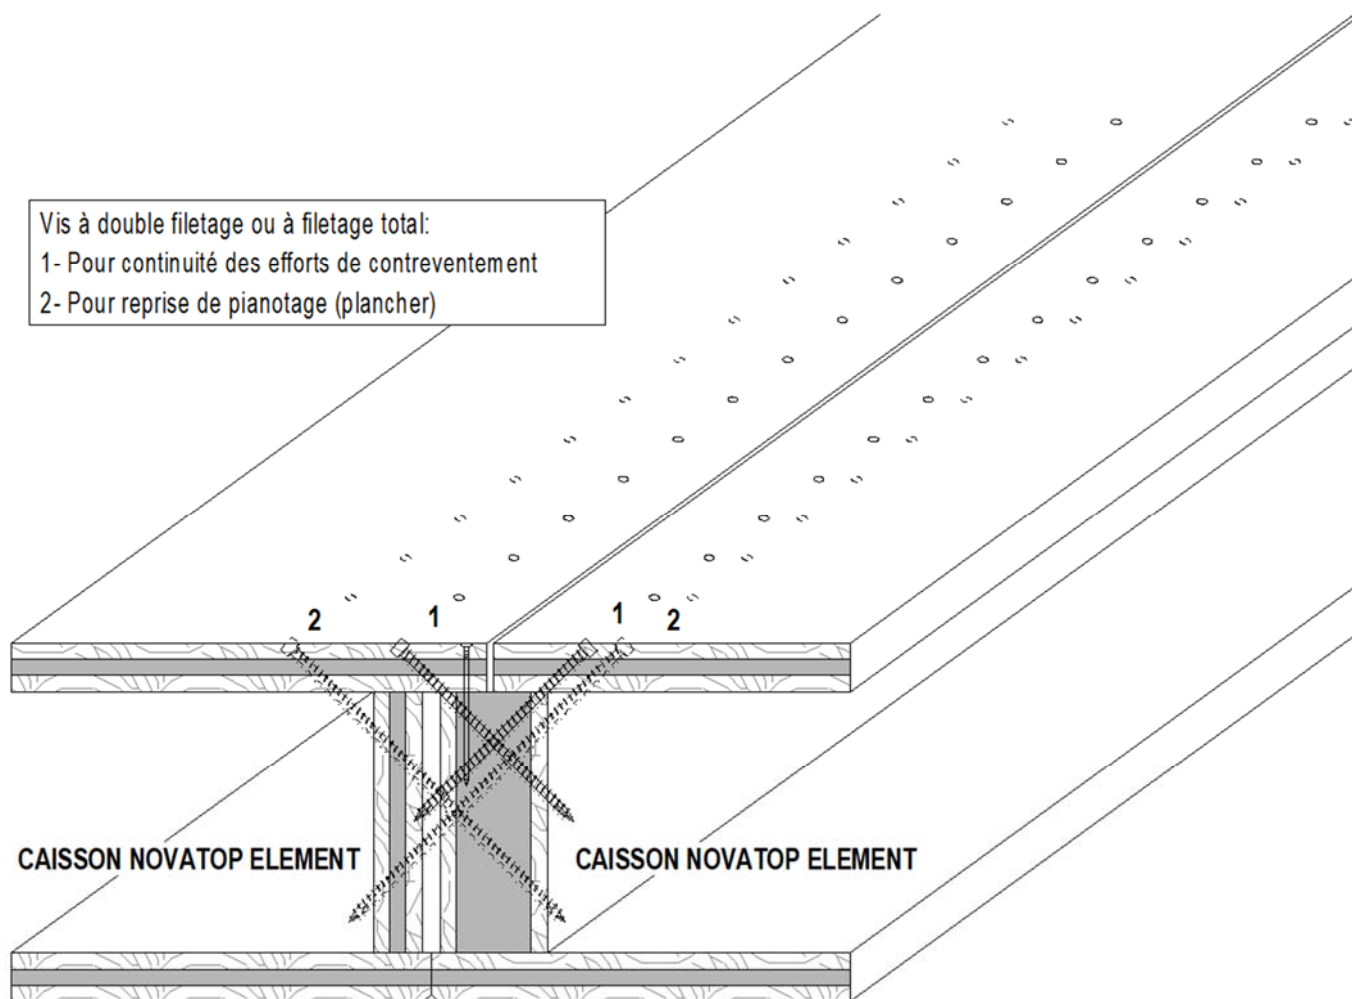 Vis à double filetage ou à filetage total:
1- Pour continuité des efforts de contreventement
2- Pour reprise de pianotage (plancher)
2 1 1 2
CAISSON NOVATOP ELEMENT CAISSON NOVATOP ELEMENT